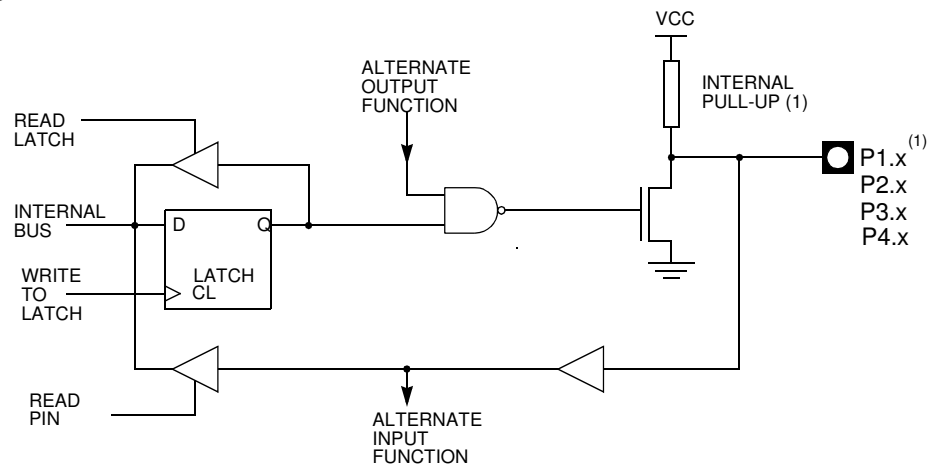 VCC
ALTERNATE
OUTPUT
FUNCTION
INTERNAL
PULL-UP (1)
READ
LATCH
P1.x (1)
P2.x
P3.x
P4.x
INTERNAL
BUS
D
Q
LATCH
CL
WRITE
TO
LATCH
READ
PIN
ALTERNATE
INPUT
FUNCTION